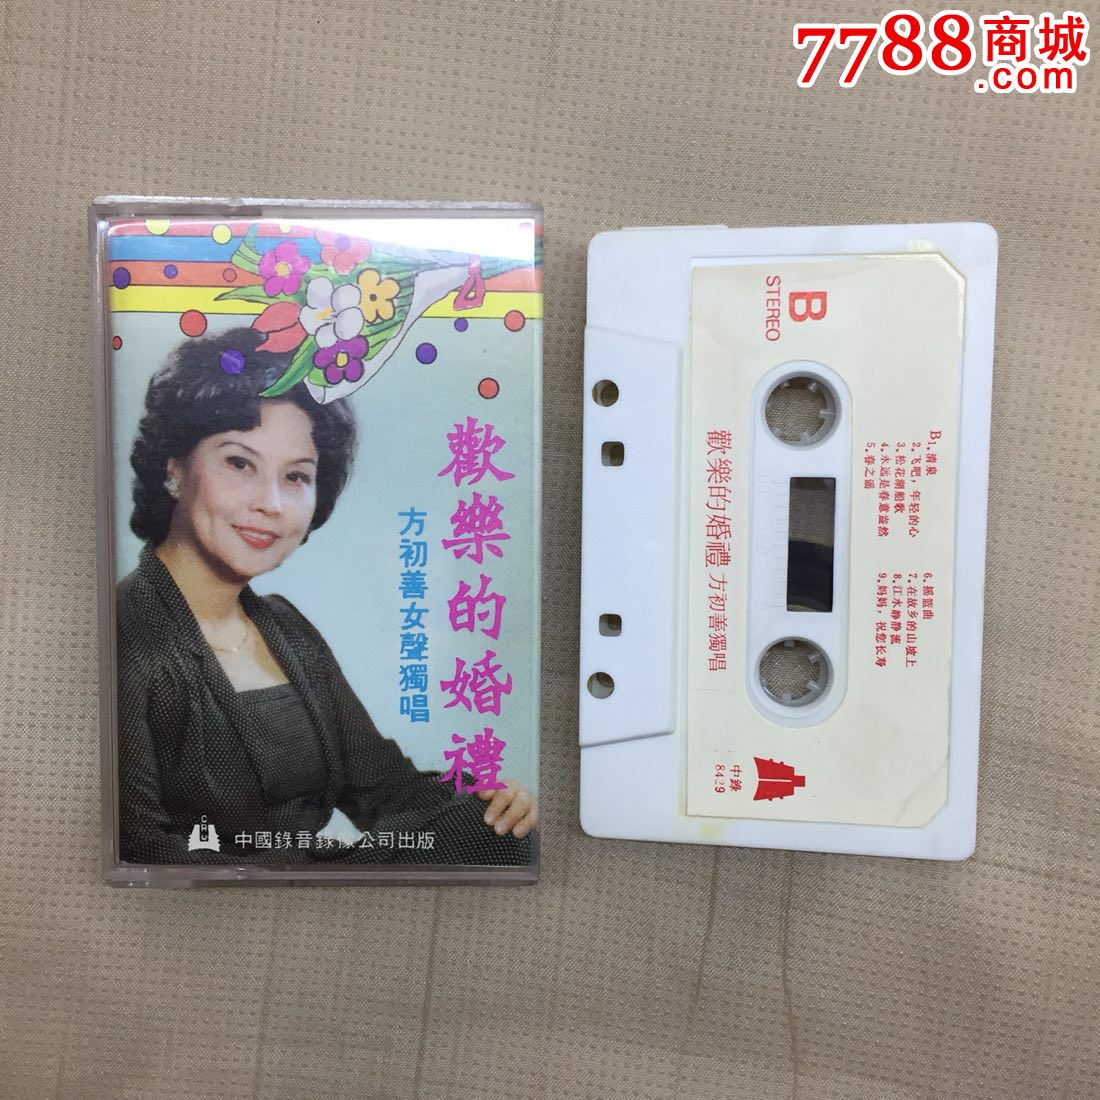 7788商城
.com
歡樂的婚禮
方初善女聲獨唱
CRU
中國錄音錄像公司出版
B
STEREO
歡樂的婚禮 方初善獨唱
B1.清泉
2.飞吧,年轻的心
3.松花湖船歌
4.永远是春意盎然
5.春之谣
6.摇篮曲
7.在故乡的山坡上
8.江水静静流
9.妈妈,祝您长寿
中錄
8429